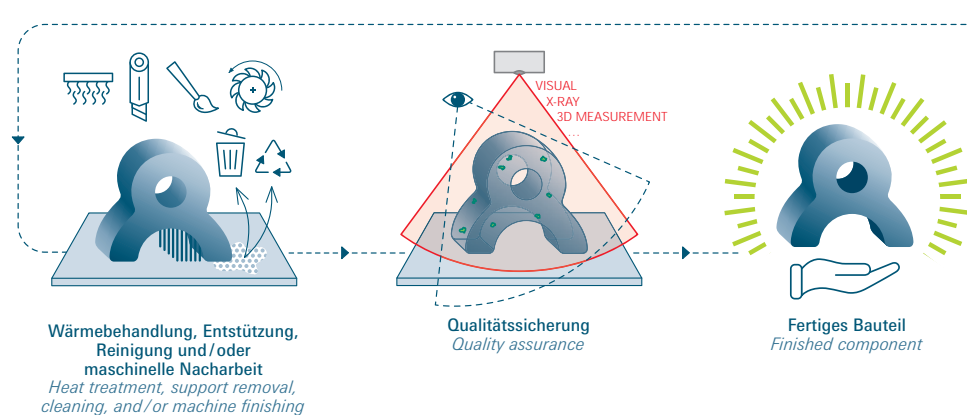 VISUAL
X-RAY
3D MEASUREMENT
...
Wärmebehandlung, Entstützung,
Reinigung und/oder
maschinelle Nacharbeit
Heat treatment, support removal,
cleaning, and/or machine finishing
Qualitätssicherung
Quality assurance
Fertiges Bauteil
Finished component